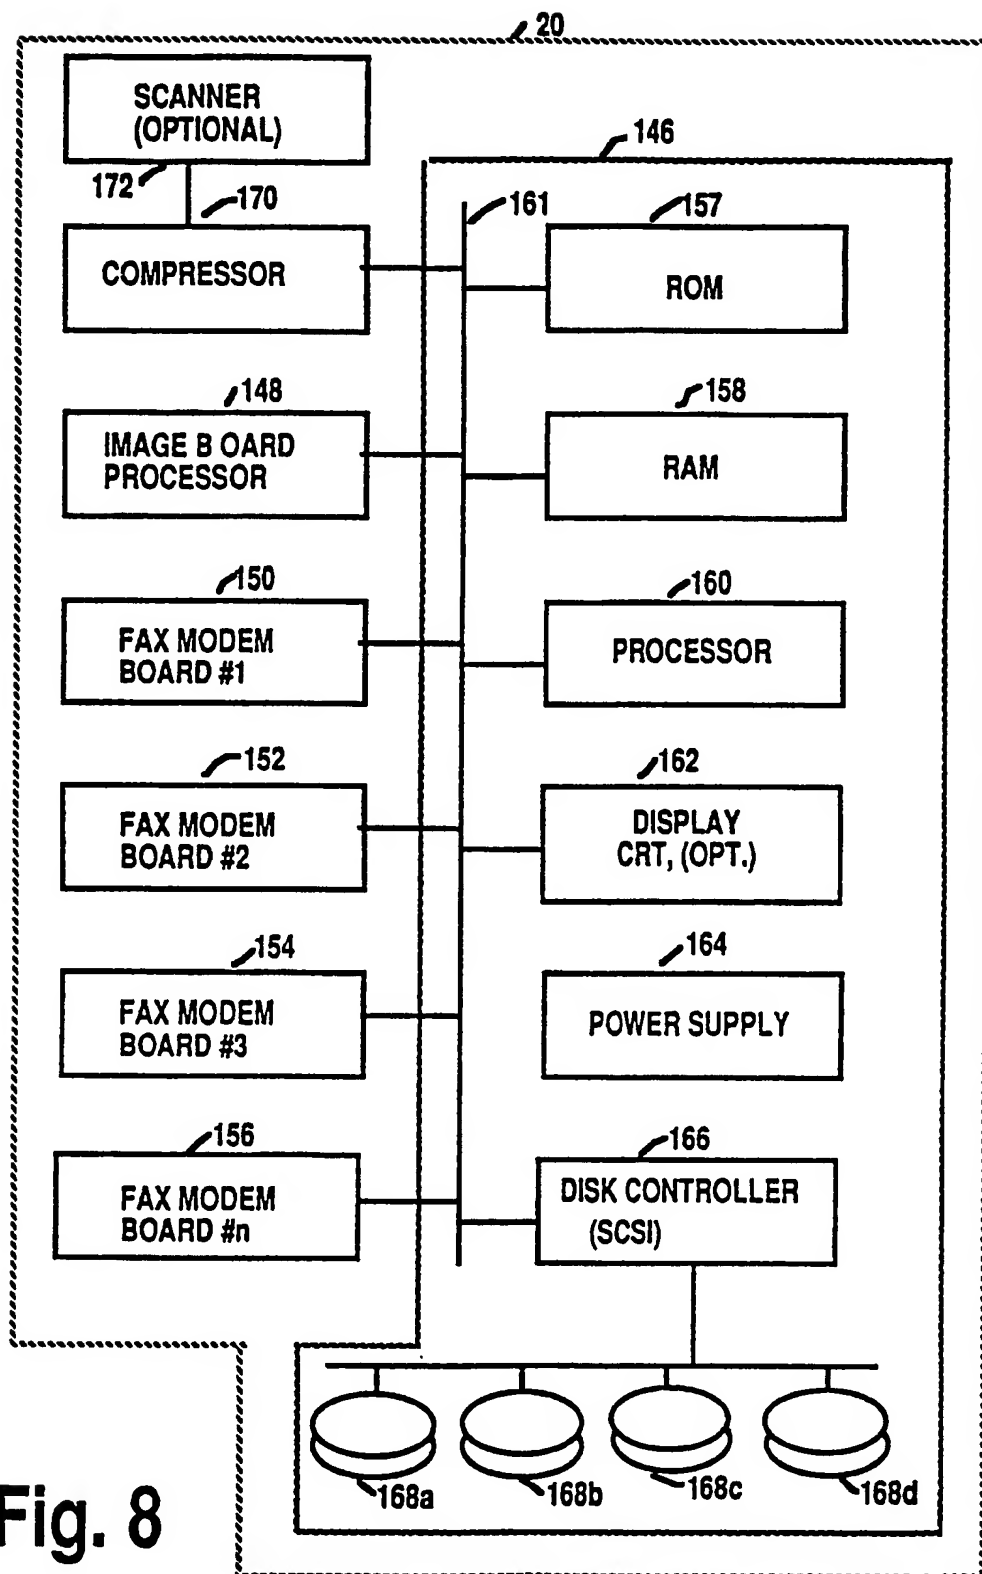 20
SCANNER
(OPTIONAL)
172
170
COMPRESSOR
148
IMAGE B OARD
PROCESSOR
150
FAX MODEM
BOARD #1
152
FAX MODEM
BOARD #2
154
FAX MODEM
BOARD #3
156
FAX MODEM
BOARD #n
146
161
157
ROM
158
RAM
160
PROCESSOR
162
DISPLAY
CRT, (OPT.)
164
POWER SUPPLY
166
DISK CONTROLLER
(SCSI)
168a
168b
168c
168d
Fig. 8